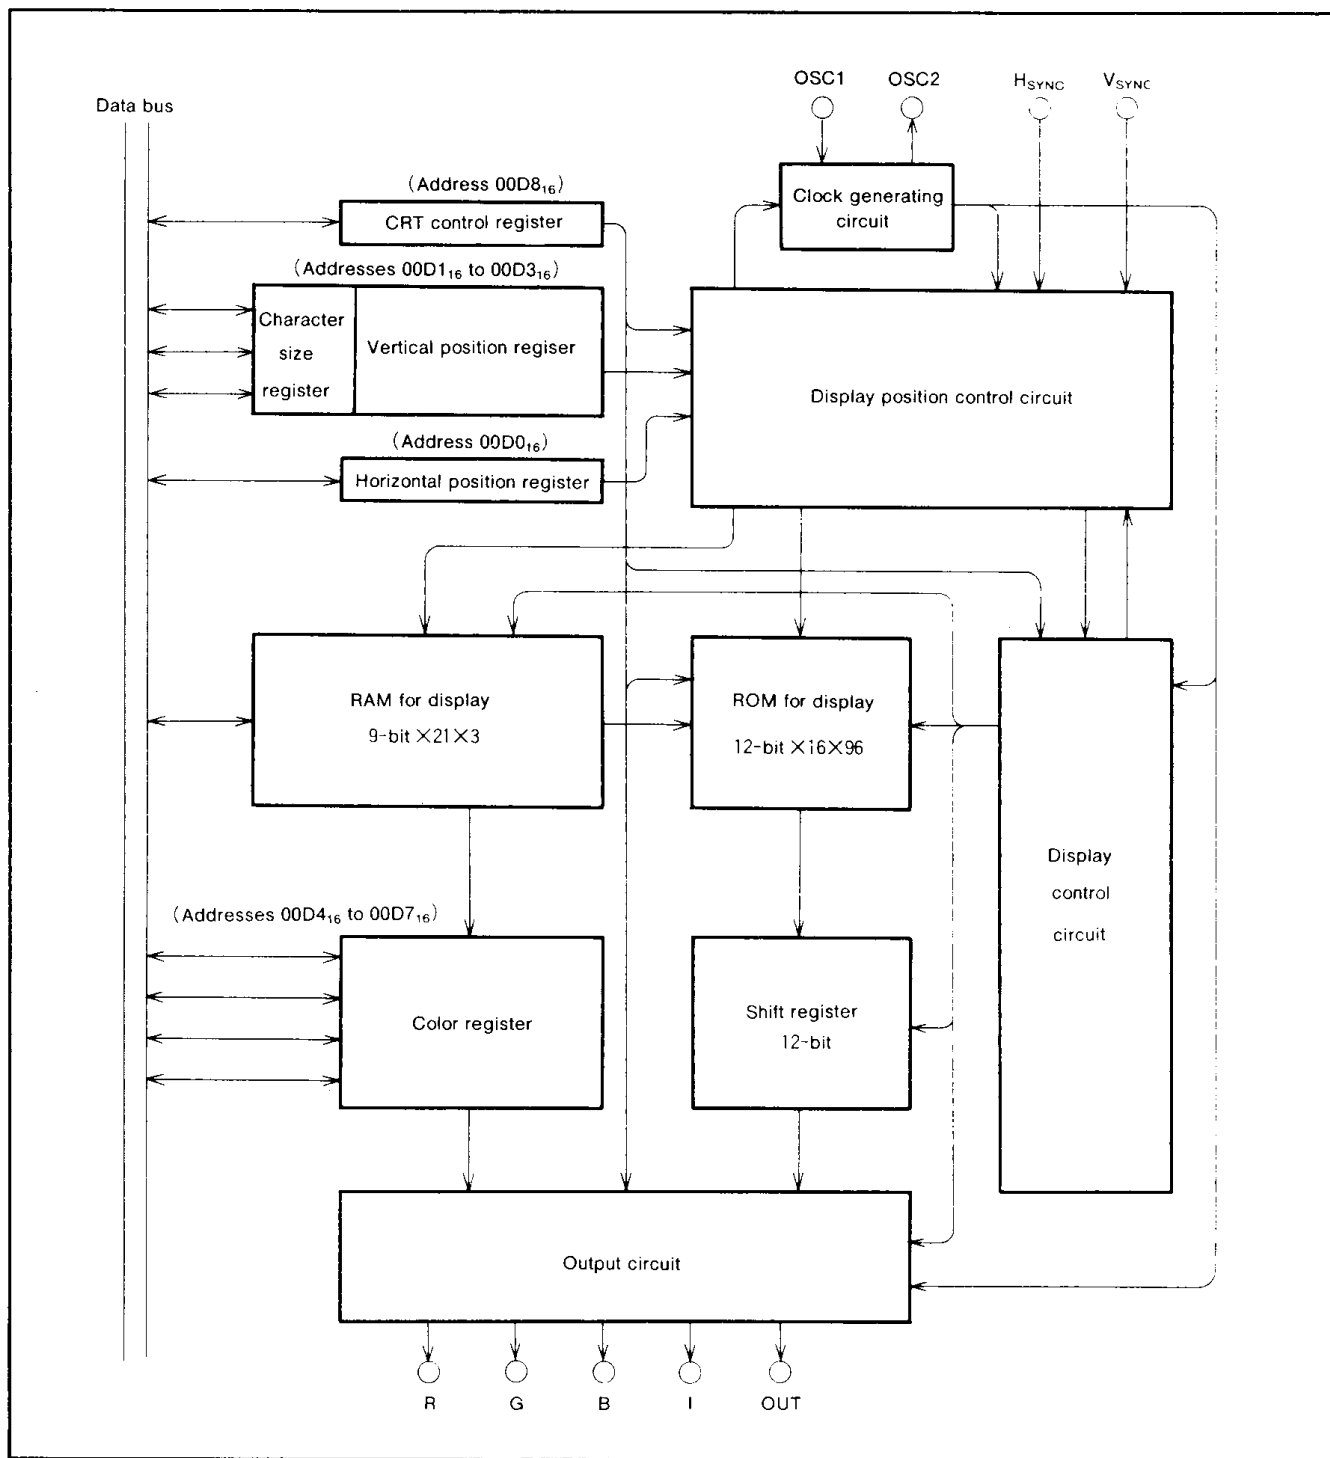 OSC1
OSC2
HSYNC
VSYNC
Data bus
(Address 00D8₁₆)
CRT control register
Clock generating
circuit
(Addresses 00D1₁₆ to 00D3₁₆)
Character
size
register
Vertical position regiser
Display position control circuit
(Address 00D0₁₆)
Horizontal position register
RAM for display
9-bit ×21×3
ROM for display
12-bit ×16×96
Display
control
circuit
(Addresses 00D4₁₆ to 00D7₁₆)
Color register
Shift register
12-bit
Output circuit
R
G
B
I
OUT